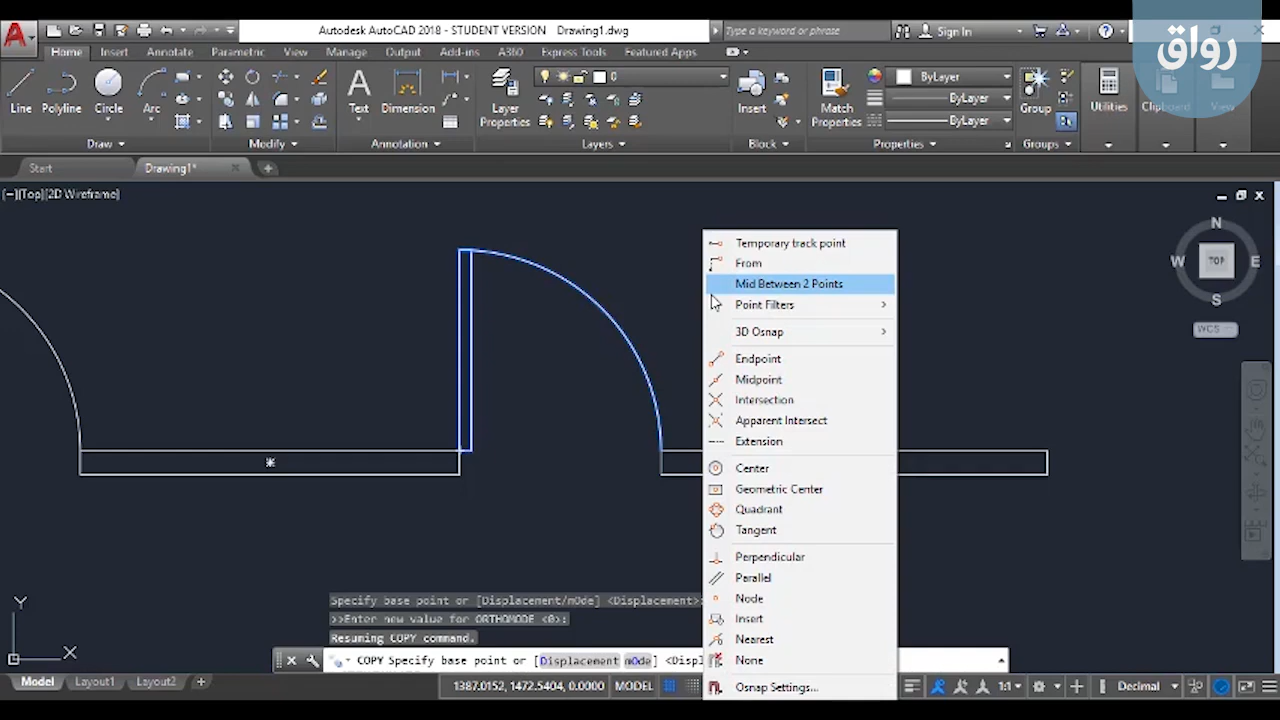 Autodesk AutoCAD 2018 - STUDENT VERSION Drawing1.dwg
Type a keyword or phrase
Sign In
رواق
Home Insert Annotate Parametric View Manage Output Add-ins A360 Express Tools Featured Apps
Line Polyline Circle Arc
Text Dimension
Layer Properties
0
Insert
Match Properties
ByLayer
ByLayer
ByLayer
Group
Utilities
Clipboard
View
Draw Modify Annotation Layers Block Properties Groups
Start Drawing1*
[−][Top][2D Wireframe]
N
W TOP E
S
WCS
Temporary track point
From
Mid Between 2 Points
Point Filters
3D Osnap
Endpoint
Midpoint
Intersection
Apparent Intersect
Extension
Center
Geometric Center
Quadrant
Tangent
Perpendicular
Parallel
Node
Insert
Nearest
None
Osnap Settings...
Y
X
Specify base point or [Displacement/mOde] <Displacement>:
>>Enter new value for ORTHOMODE <0>:
Resuming COPY command.
COPY Specify base point or [Displacement mOde] <Displ
Model Layout1 Layout2 +
1387.0152, 1472.5404, 0.0000 MODEL
1:1
Decimal